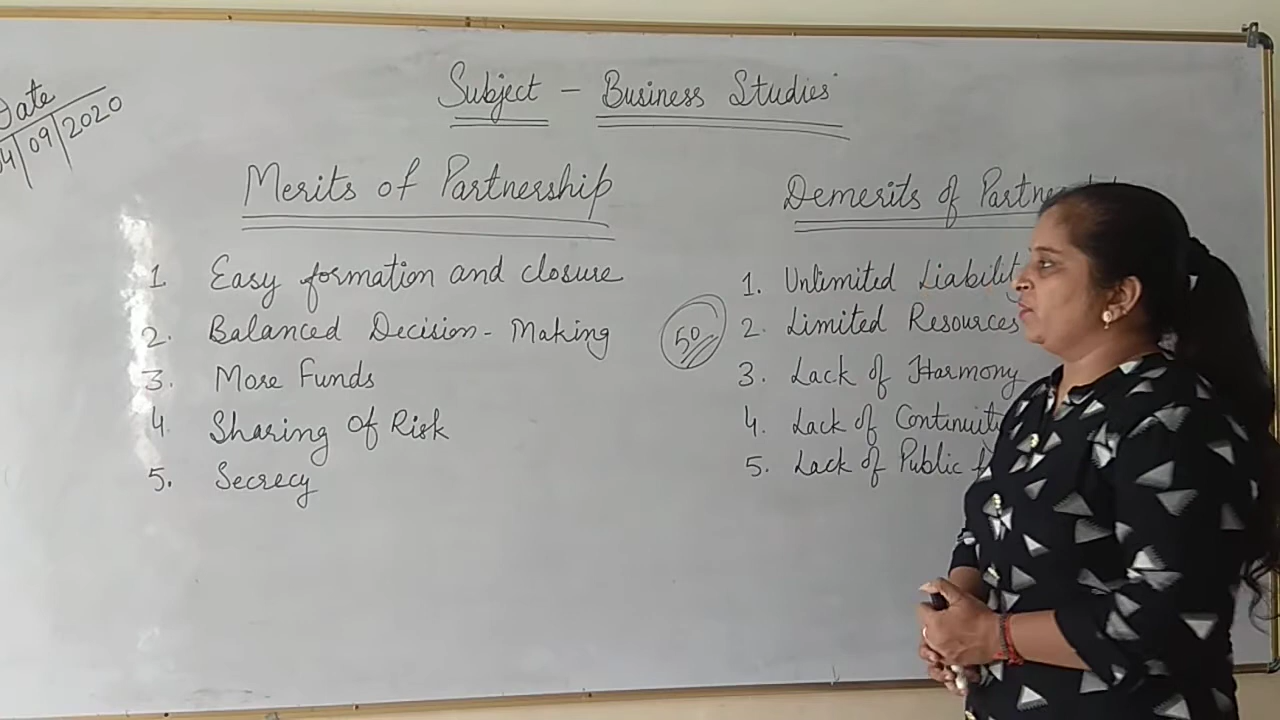 Date
04/09/2020
Subject - Business Studies
Merits of Partnership
1 Easy formation and closure
2. Balanced Decision-Making
3. More Funds
4. Sharing Of Risk
5. Secrecy
50
Demerits of
1. Unlimited
2. Limited Resources
3. Lack of Harmony
4. Lack of
5. Lack of Public